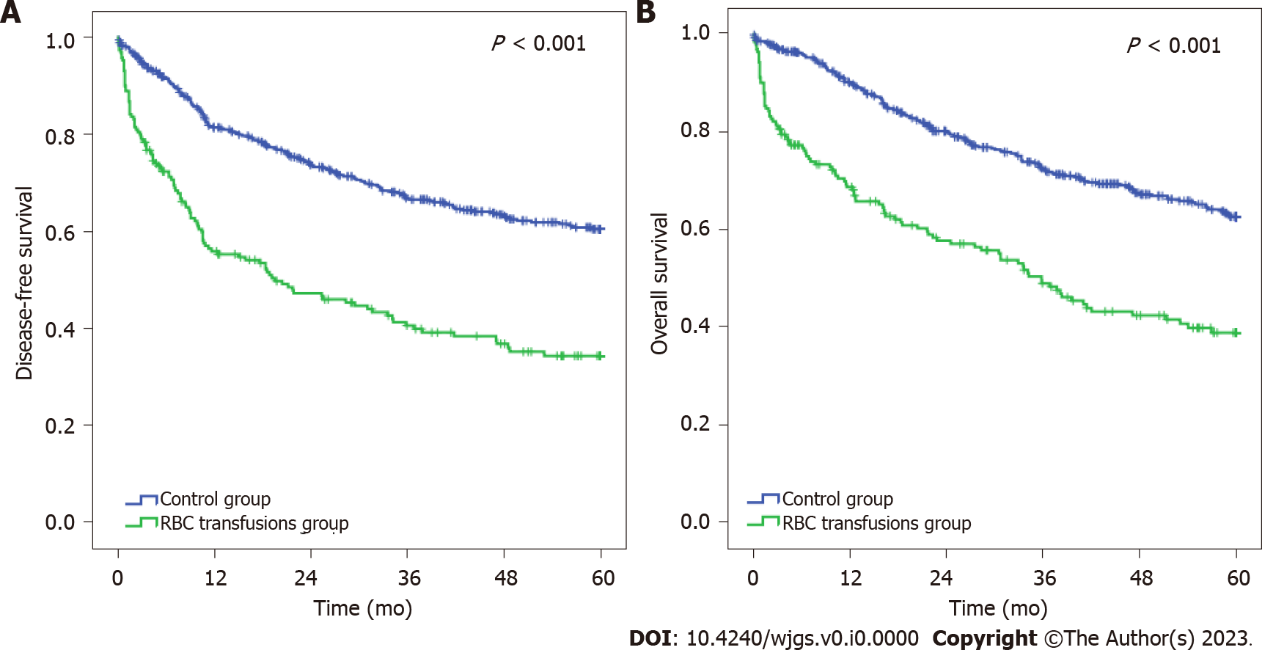 A
P < 0.001
1.0
0.8
0.6
0.4
0.2
0.0
Disease-free survival
Control group
RBC transfusions group
0 12 24 36 48 60
Time (mo)
B
P < 0.001
1.0
0.8
0.6
0.4
0.2
0.0
Overall survival
Control group
RBC transfusions group
0 12 24 36 48 60
Time (mo)
DOI: 10.4240/wjgs.v0.i0.0000 Copyright ©The Author(s) 2023.